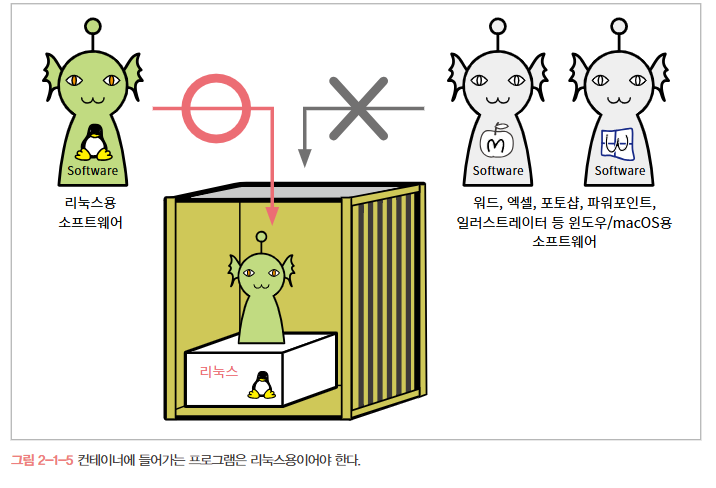 Software
리눅스용
소프트웨어
M
Software
W
Software
워드, 엑셀, 포토샵, 파워포인트,
일러스트레이터 등 윈도우/macOS용
소프트웨어
리눅스
그림 2-1-5 컨테이너에 들어가는 프로그램은 리눅스용이어야 한다.